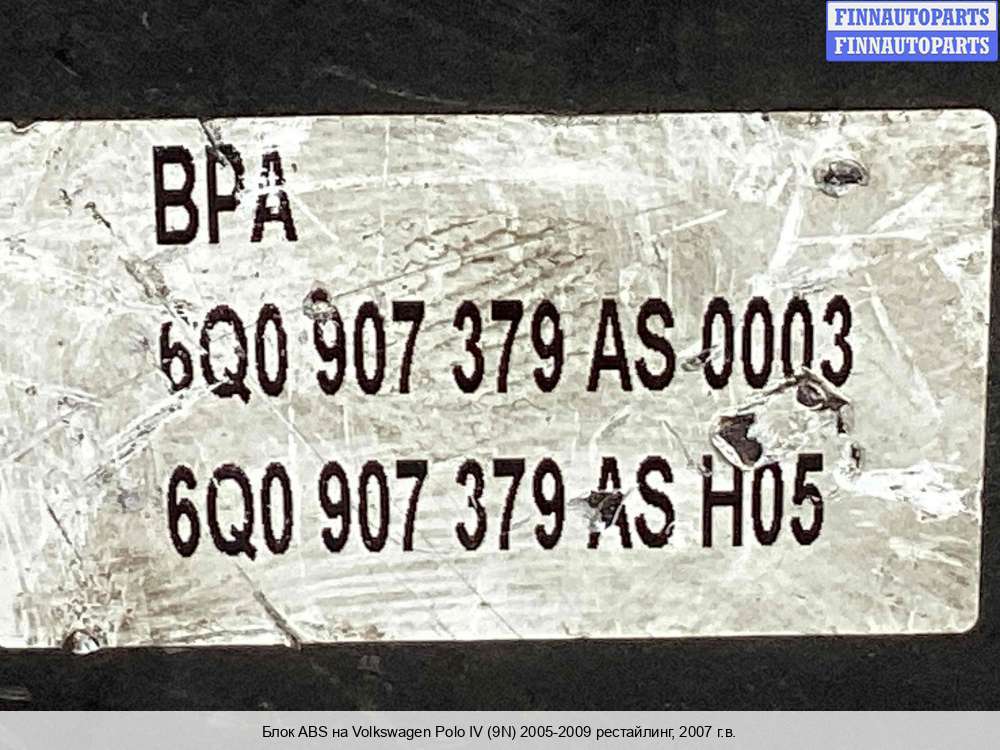 FINNAUTOPARTS
FINNAUTOPARTS
BPA
6Q0 907 379 AS 0003
6Q0 907 379 AS H05
Блок ABS на Volkswagen Polo IV (9N) 2005-2009 рестайлинг, 2007 г.в.